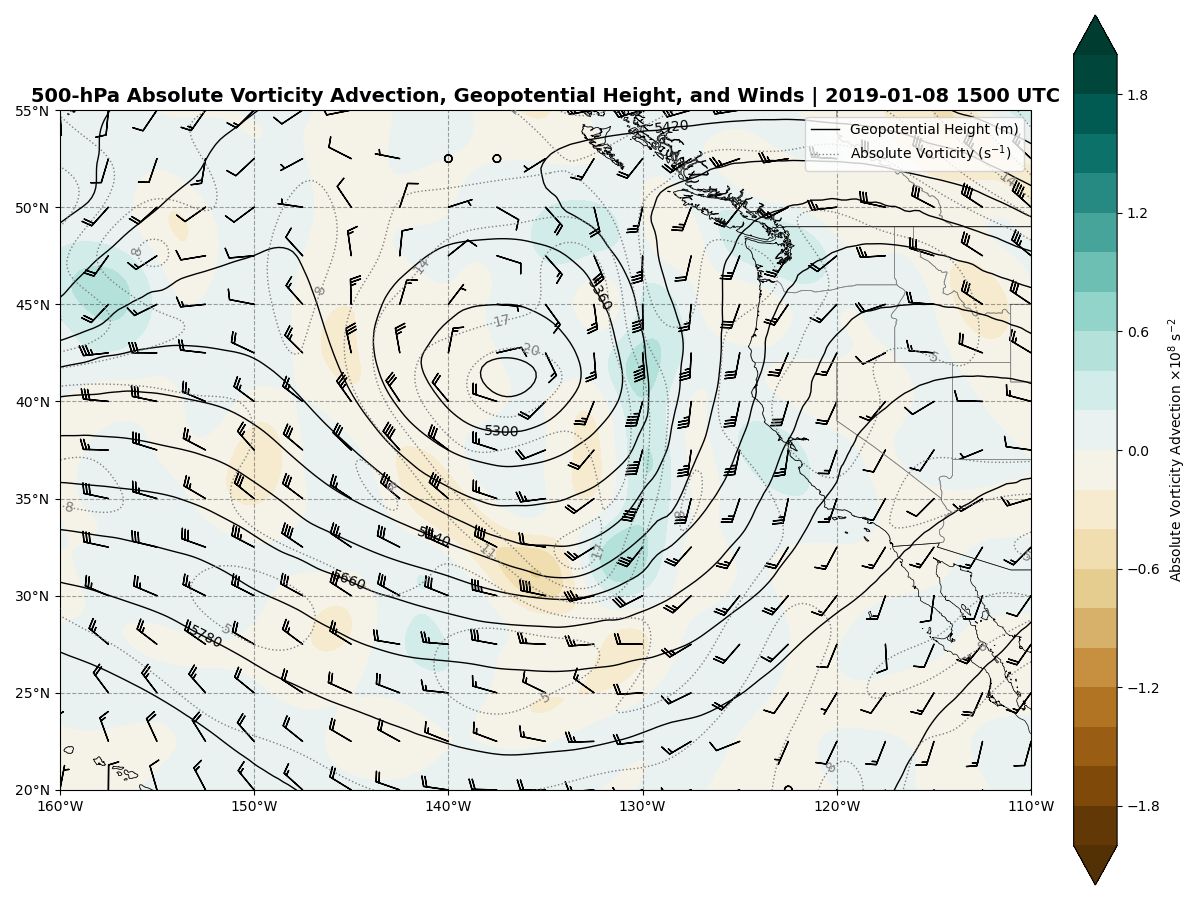 500-hPa Absolute Vorticity Advection, Geopotential Height, and Winds | 2019-01-08 1500 UTC
Geopotential Height (m)
Absolute Vorticity (s⁻¹)
55°N
50°N
45°N
40°N
35°N
30°N
25°N
20°N
160°W
150°W
140°W
130°W
120°W
110°W
5420
5360
5300
5540
5660
5780
14
8
8
14
17
20
5
8
8
11
17
8
5
5
1.8
1.2
0.6
0.0
−0.6
−1.2
−1.8
Absolute Vorticity Advection ×10⁸ s⁻²